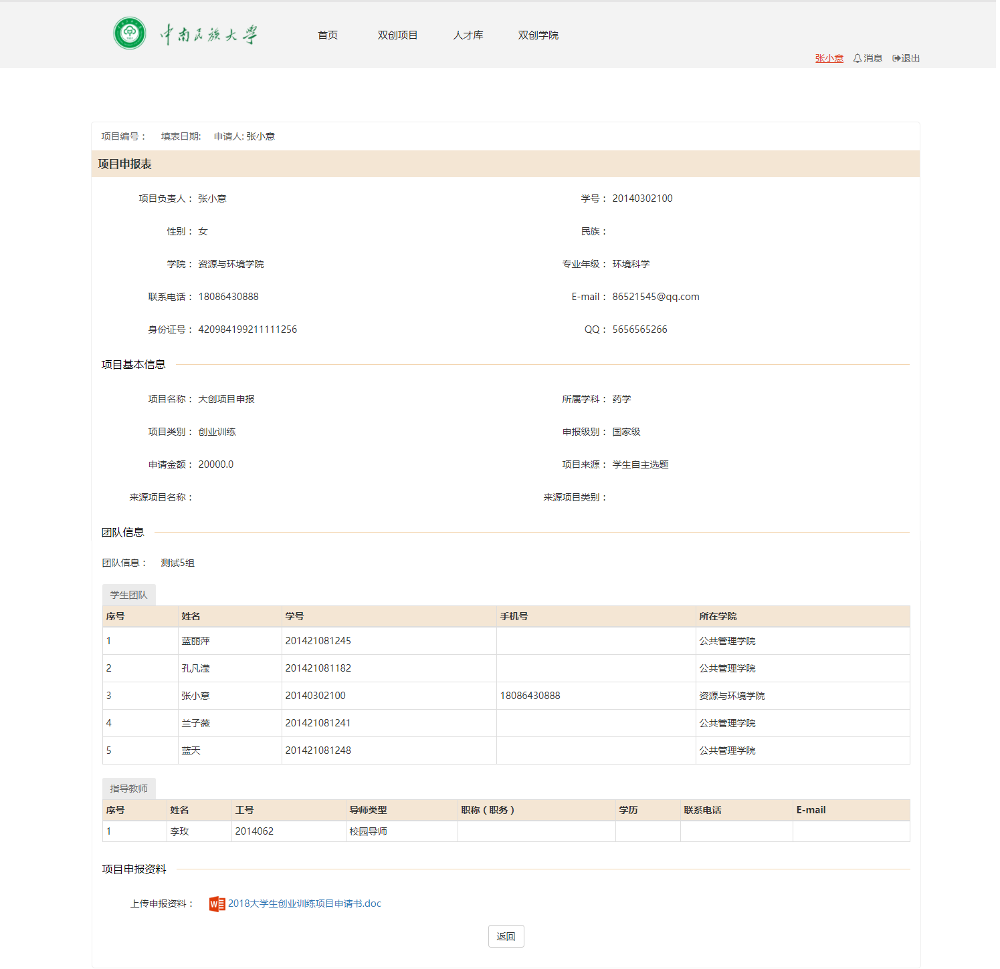 中南民族大学 首页 双创项目 人才库 双创学院
张小意 消息 退出
项目编号： 填表日期: 申请人: 张小意
项目申报表
项目负责人： 张小意 学号： 20140302100
性别： 女 民族：
学院： 资源与环境学院 专业年级： 环境科学
联系电话： 18086430888 E-mail： 86521545@qq.com
身份证号： 420984199211111256 QQ： 5656565266
项目基本信息
项目名称： 大创项目申报 所属学科： 药学
项目类别： 创业训练 申报级别： 国家级
申请金额： 20000.0 项目来源： 学生自主选题
来源项目名称： 来源项目类别：
团队信息
团队信息： 测试5组
学生团队
序号 姓名 学号 手机号 所在学院
1 蓝丽萍 201421081245 公共管理学院
2 孔凡滢 201421081182 公共管理学院
3 张小意 20140302100 18086430888 资源与环境学院
4 兰子薇 201421081241 公共管理学院
5 蓝天 201421081248 公共管理学院
指导教师
序号 姓名 工号 导师类型 职称（职务） 学历 联系电话 E-mail
1 李玫 2014062 校园导师
项目申报资料
上传申报资料： 2018大学生创业训练项目申请书.doc
返回